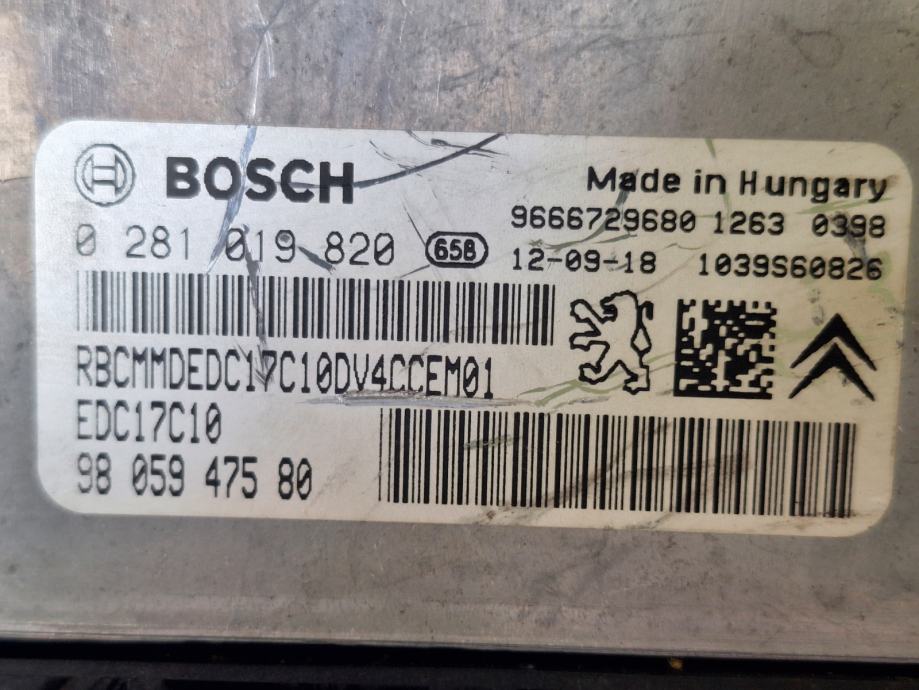 BOSCH
Made in Hungary
9666729680 1263 0398
0 281 019 820 658
12-09-18 1039S60826
RBCMMDEDC17C10DV4CCEM01
EDC17C10
98 059 475 80